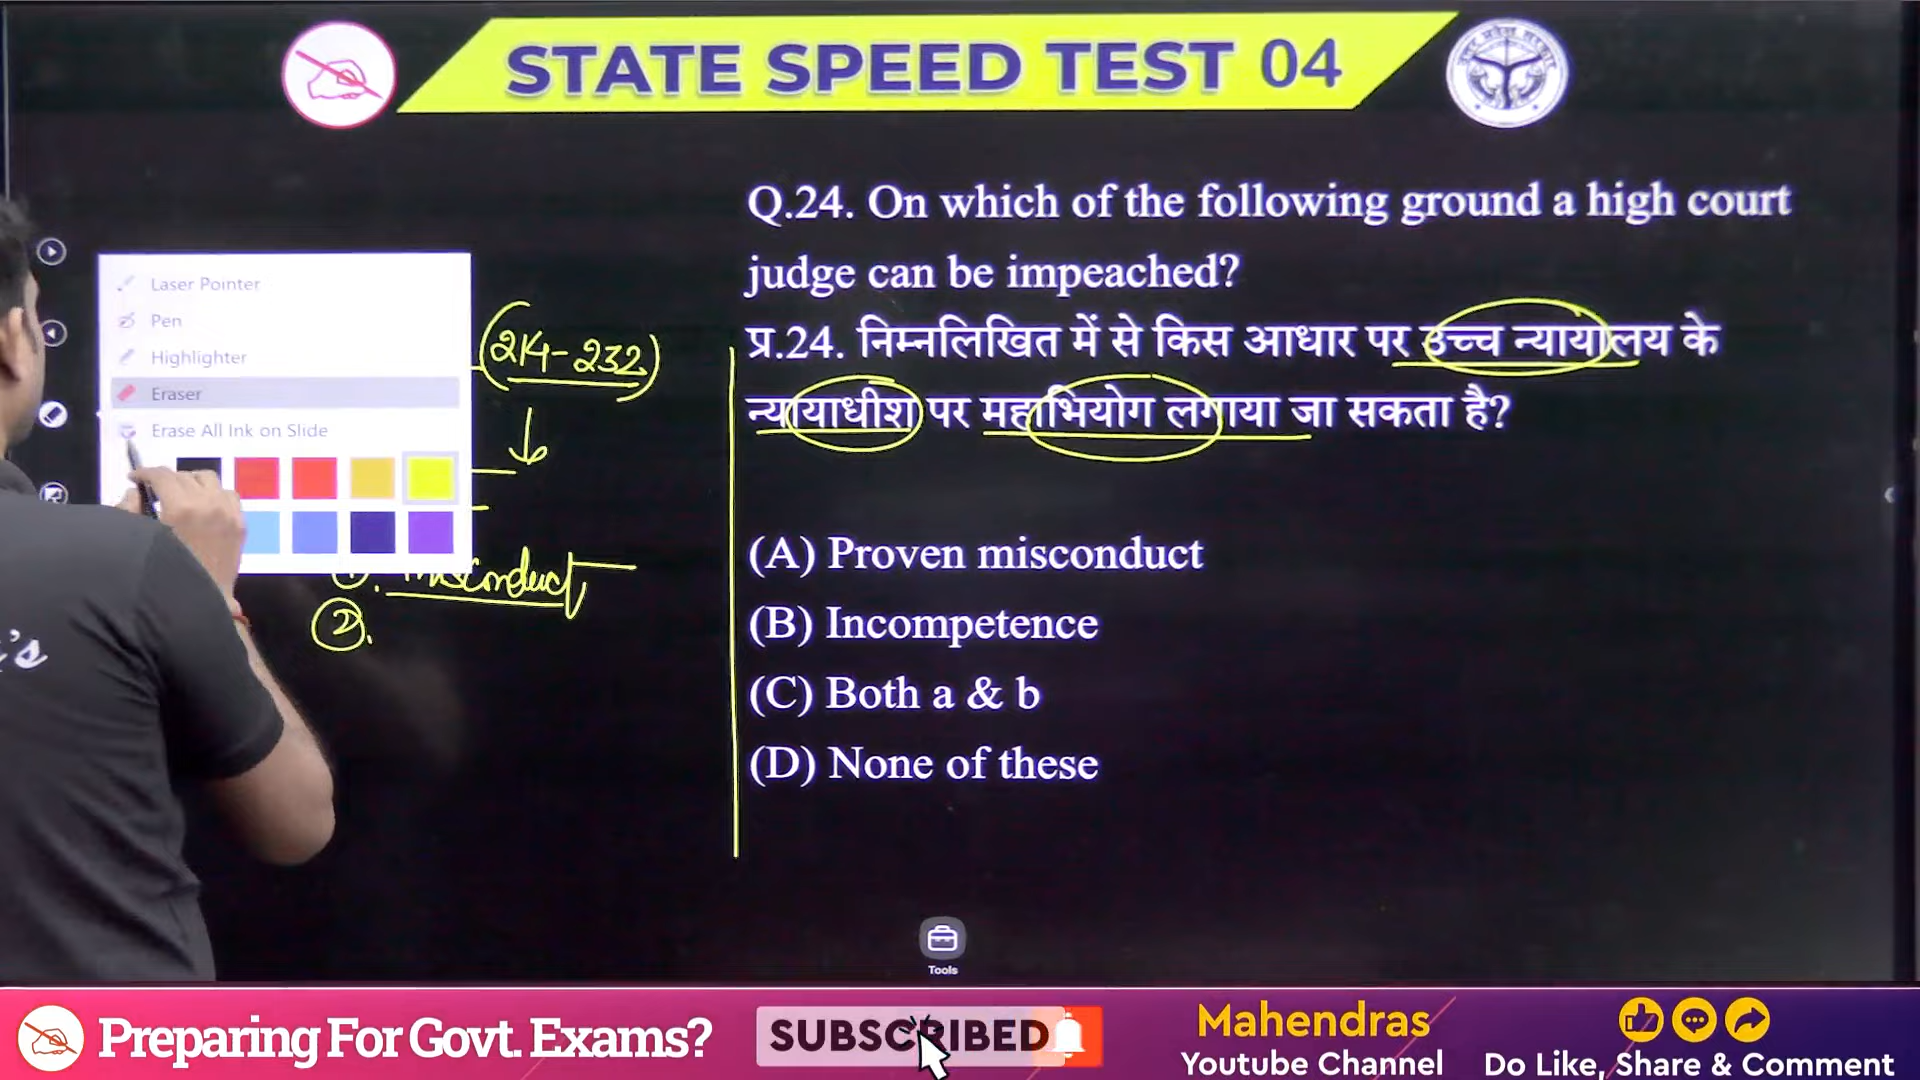 STATE SPEED TEST 04
Q.24. On which of the following ground a high court
judge can be impeached?
प्र.24. निम्नलिखित में से किस आधार पर उच्च न्यायालय के
न्यायाधीश पर महाभियोग लगाया जा सकता है?
(A) Proven misconduct
(B) Incompetence
(C) Both a & b
(D) None of these
Laser Pointer
Pen
Highlighter
Eraser
Erase All Ink on Slide
(214-232)
misconduct
2.
's
Tools
Preparing For Govt. Exams?
SUBSCRIBED
Mahendras
Youtube Channel
Do Like, Share & Comment